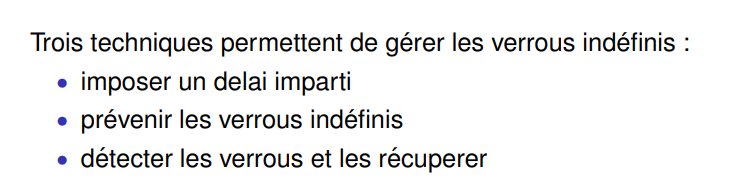 Trois techniques permettent de gérer les verrous indéfinis :
• imposer un delai imparti
• prévenir les verrous indéfinis
• détecter les verrous et les récuperer